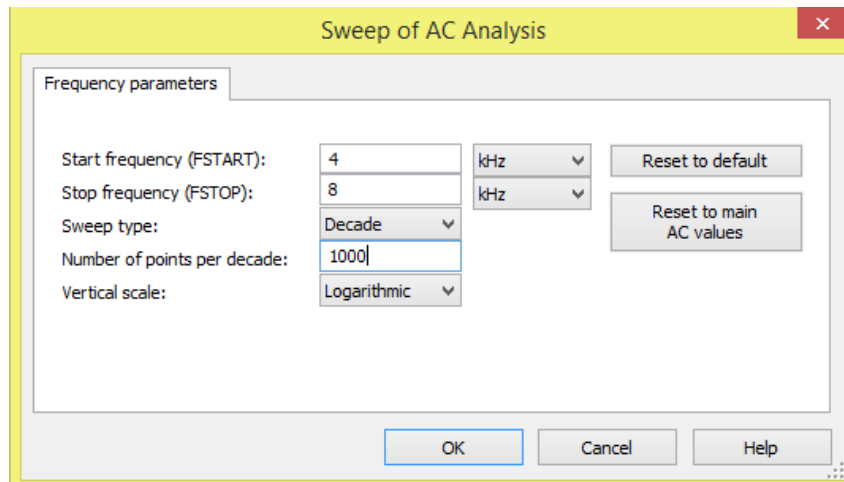 Sweep of AC Analysis
Frequency parameters
Start frequency (FSTART): 4 kHz Reset to default
Stop frequency (FSTOP): 8 kHz
Sweep type: Decade Reset to main
AC values
Number of points per decade: 1000
Vertical scale: Logarithmic
OK Cancel Help